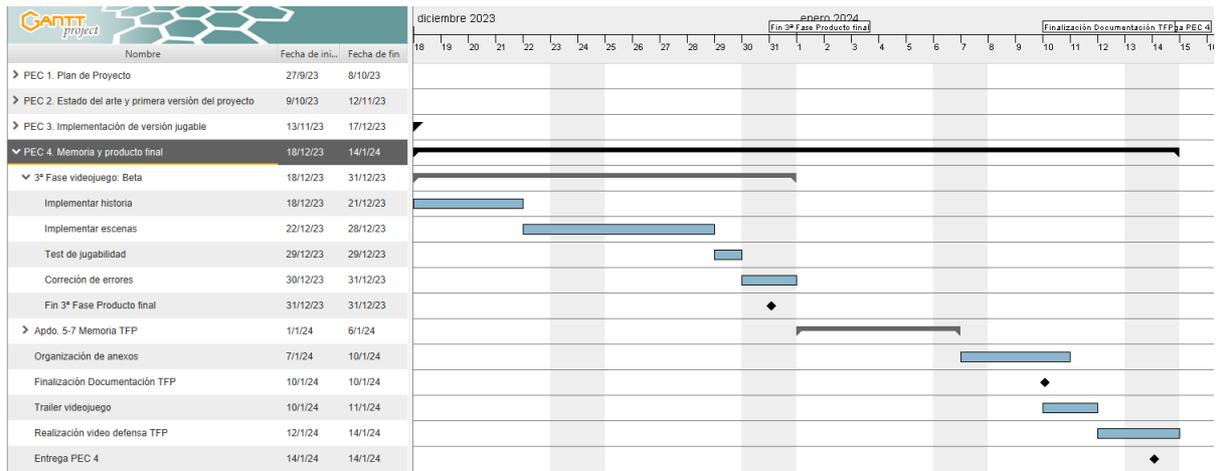 GANTT
project
diciembre 2023
enero 2024
Fin 3ª Fase Producto final
Finalización Documentación TFP
ga PEC 4
18 19 20 21 22 23 24 25 26 27 28 29 30 31 1 2 3 4 5 6 7 8 9 10 11 12 13 14 15
Nombre Fecha de ini... Fecha de fin
PEC 1. Plan de Proyecto 27/9/23 8/10/23
PEC 2. Estado del arte y primera versión del proyecto 9/10/23 12/11/23
PEC 3. Implementación de versión jugable 13/11/23 17/12/23
PEC 4. Memoria y producto final 18/12/23 14/1/24
3ª Fase videojuego: Beta 18/12/23 31/12/23
Implementar historia 18/12/23 21/12/23
Implementar escenas 22/12/23 28/12/23
Test de jugabilidad 29/12/23 29/12/23
Correción de errores 30/12/23 31/12/23
Fin 3ª Fase Producto final 31/12/23 31/12/23
Apdo. 5-7 Memoria TFP 1/1/24 6/1/24
Organización de anexos 7/1/24 10/1/24
Finalización Documentación TFP 10/1/24 10/1/24
Trailer videojuego 10/1/24 11/1/24
Realización video defensa TFP 12/1/24 14/1/24
Entrega PEC 4 14/1/24 14/1/24